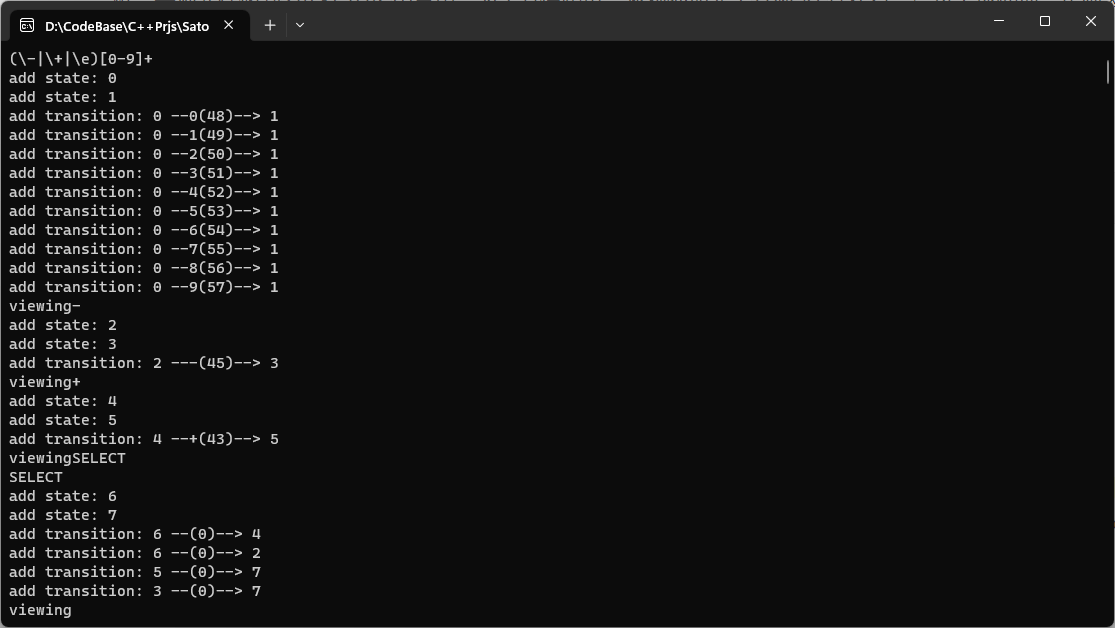 D:\CodeBase\C++Prjs\Sato
(\-|\+|\e)[0-9]+
add state: 0
add state: 1
add transition: 0 --0(48)--> 1
add transition: 0 --1(49)--> 1
add transition: 0 --2(50)--> 1
add transition: 0 --3(51)--> 1
add transition: 0 --4(52)--> 1
add transition: 0 --5(53)--> 1
add transition: 0 --6(54)--> 1
add transition: 0 --7(55)--> 1
add transition: 0 --8(56)--> 1
add transition: 0 --9(57)--> 1
viewing-
add state: 2
add state: 3
add transition: 2 ---(45)--> 3
viewing+
add state: 4
add state: 5
add transition: 4 --+(43)--> 5
viewingSELECT
SELECT
add state: 6
add state: 7
add transition: 6 --(0)--> 4
add transition: 6 --(0)--> 2
add transition: 5 --(0)--> 7
add transition: 3 --(0)--> 7
viewing